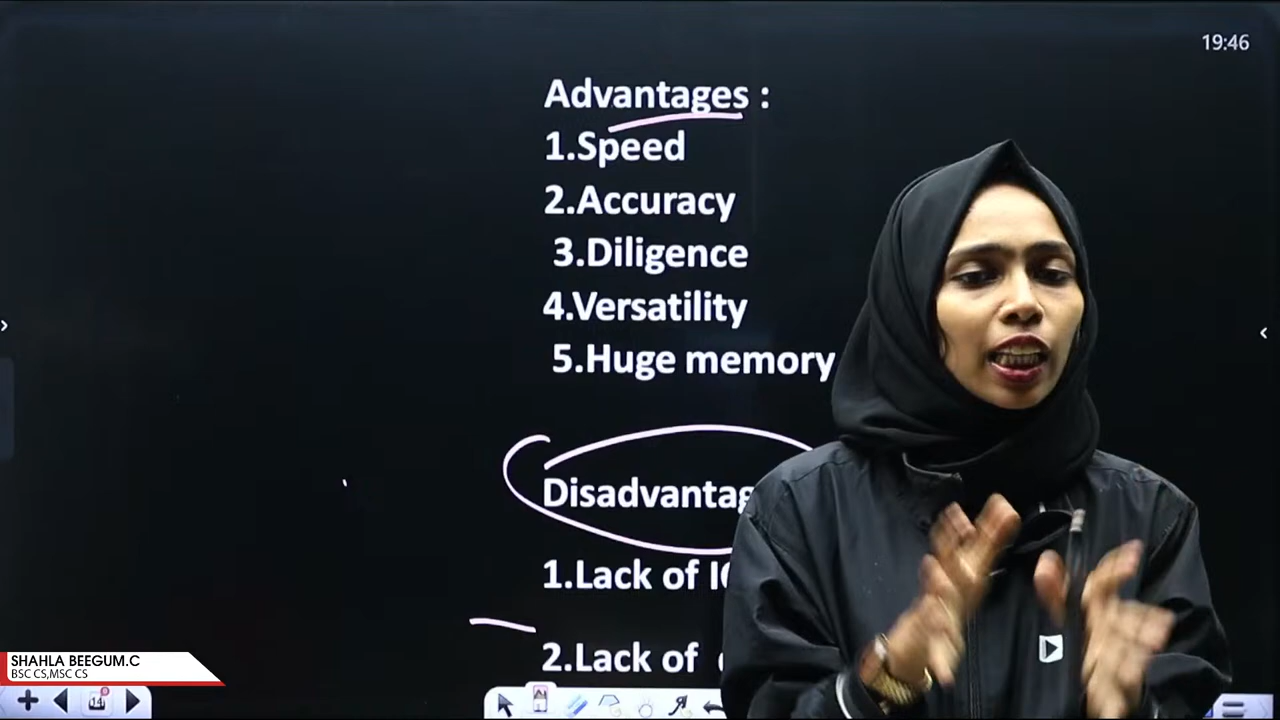 19:46
Advantages :
1.Speed
2.Accuracy
3.Diligence
4.Versatility
5.Huge memory
1.Lack of
2.Lack of
SHAHLA BEEGUM.C
BSC CS,MSC CS
14